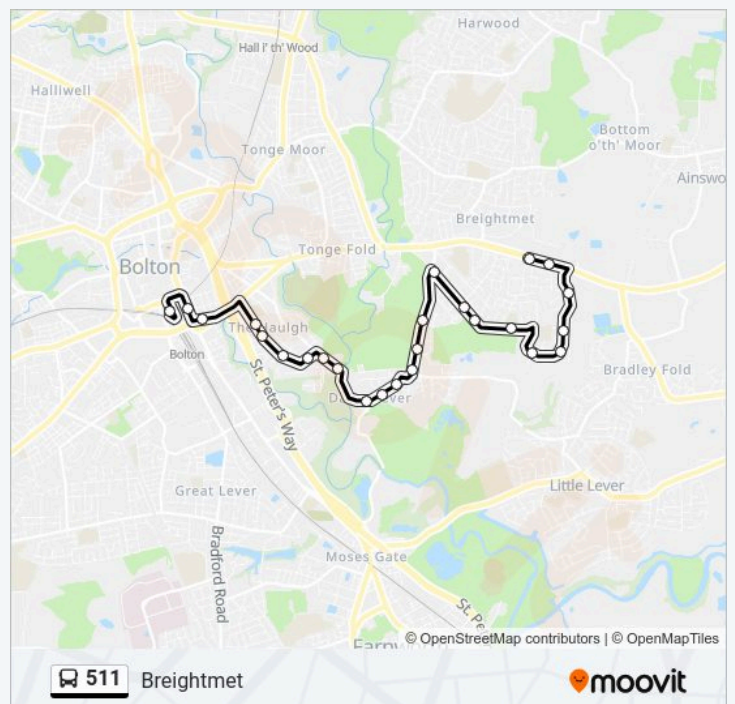 Harwood
Hall i' th' Wood
Halliwell
Bottom
o'th' Moor
Tonge Moor
Ainswo
Breightmet
Tonge Fold
Bolton
The Haulgh
Bolton
Bradley Fold
St. Peter's Way
Little Lever
Great Lever
Bradford Road
Moses Gate
St. Pe
© OpenStreetMap contributors | © OpenMapTiles
511 Breightmet
moovit